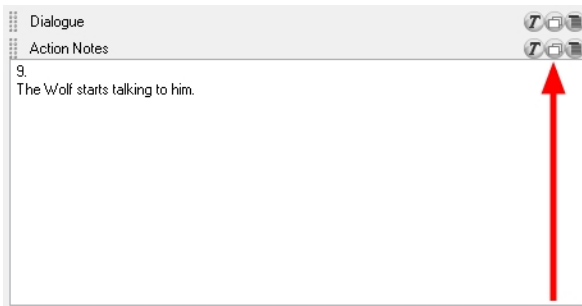 Dialogue
T
Action Notes
T
9.
The Wolf starts talking to him.